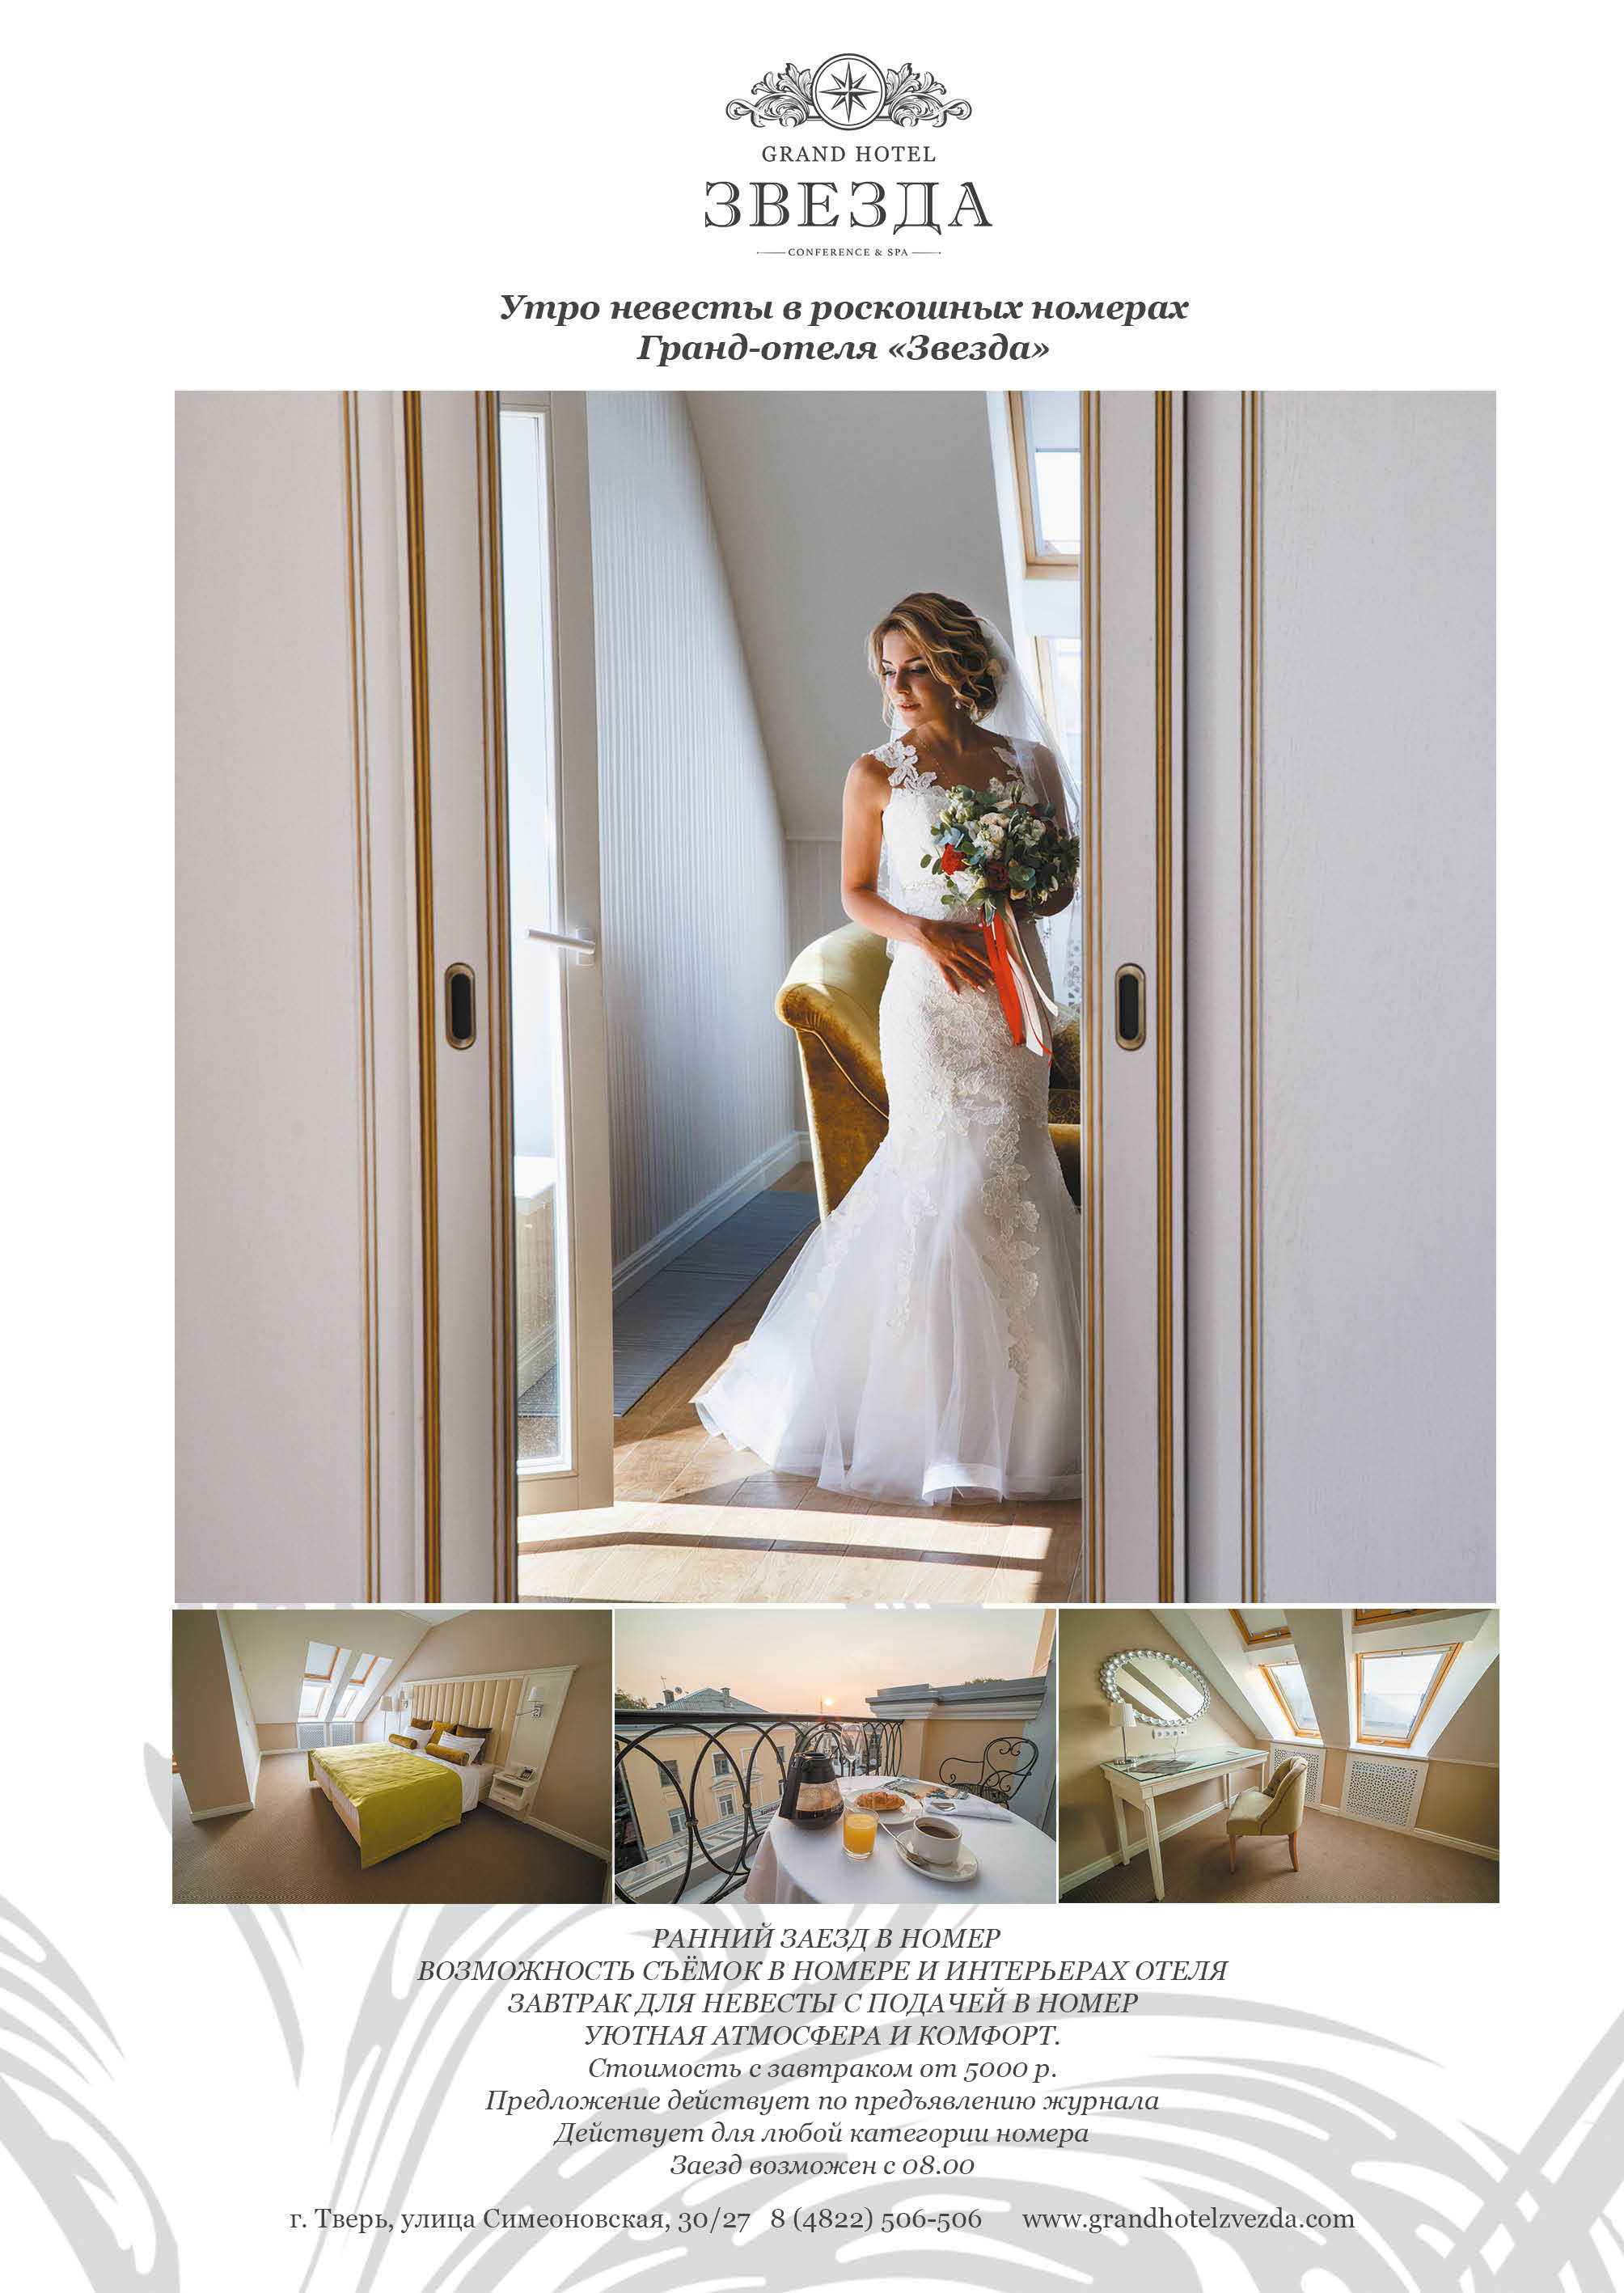 GRAND HOTEL
ЗВЕЗДА
CONFERENCE & SPA
Утро невесты в роскошных номерах
Гранд-отеля «Звезда»
РАННИЙ ЗАЕЗД В НОМЕР
ВОЗМОЖНОСТЬ СЪЁМОК В НОМЕРЕ И ИНТЕРЬЕРАХ ОТЕЛЯ
ЗАВТРАК ДЛЯ НЕВЕСТЫ С ПОДАЧЕЙ В НОМЕР
УЮТНАЯ АТМОСФЕРА И КОМФОРТ.
Стоимость с завтраком от 5000 р.
Предложение действует по предъявлению журнала
Действует для любой категории номера
Заезд возможен с 08.00
г. Тверь, улица Симеоновская, 30/27 8 (4822) 506-506 www.grandhotelzvezda.com